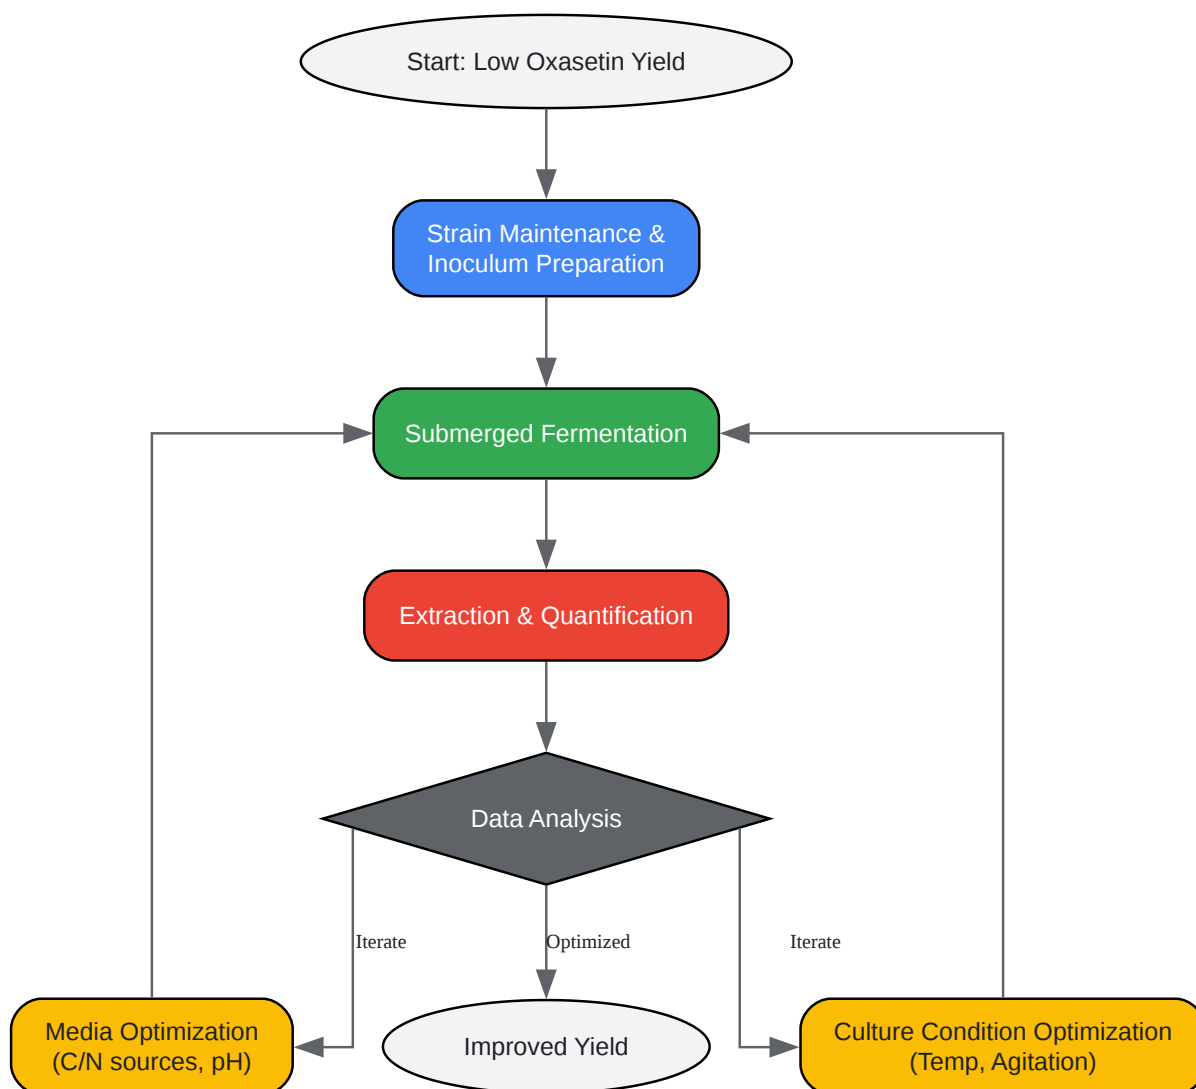 Start: Low Oxasetin Yield
Strain Maintenance &
Inoculum Preparation
Submerged Fermentation
Extraction & Quantification
Data Analysis
Iterate
Optimized
Iterate
Media Optimization
(C/N sources, pH)
Improved Yield
Culture Condition Optimization
(Temp, Agitation)